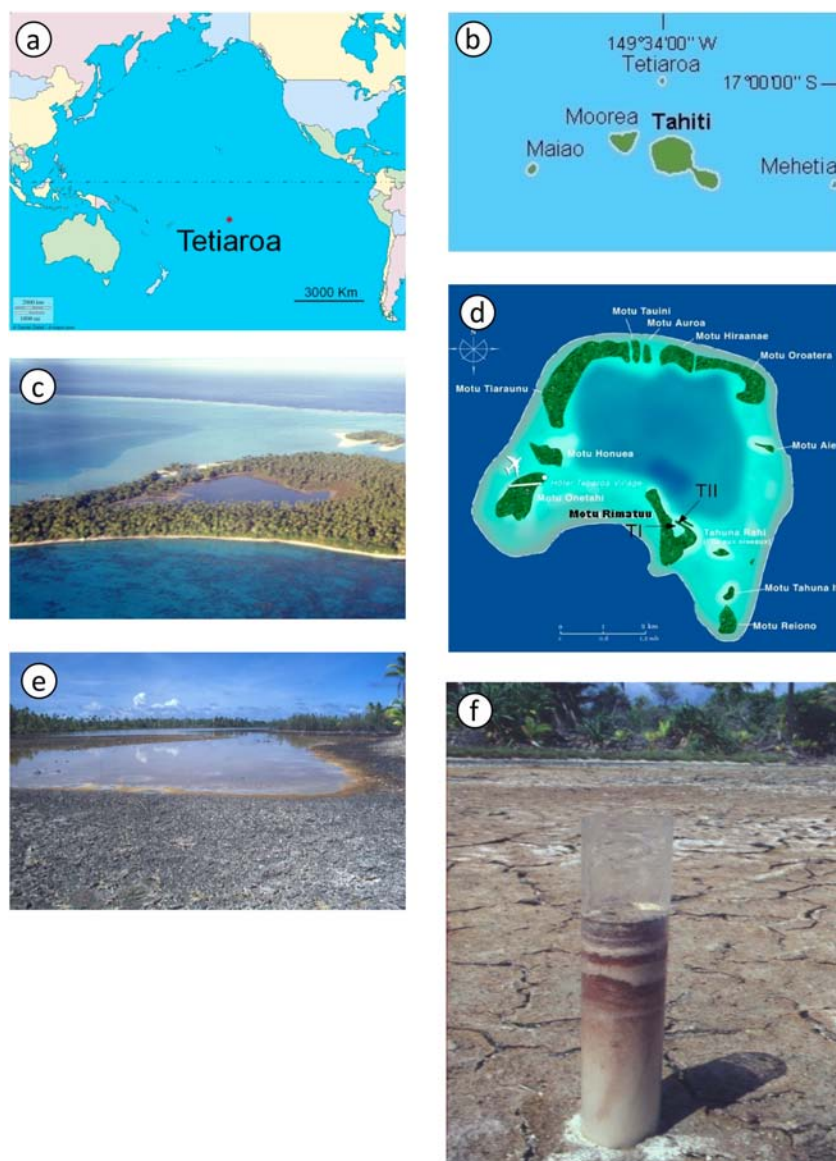 a
Tetiaroa
3000 Km
b
149°34'00" W
Tetiaroa
17°00'00" S
Moorea
Tahiti
Maiao
Mehetia
c
d
Motu Tauini
Motu Auroa
Motu Hiraanae
Motu Oroatera
N
Motu Tiaraunu
Motu Aie
Motu Honuea
Motu Onetahi
Motu Rimatuu
TII
TI
Tahuna Rahi
Motu Tahuna
Motu Reiono
e
f